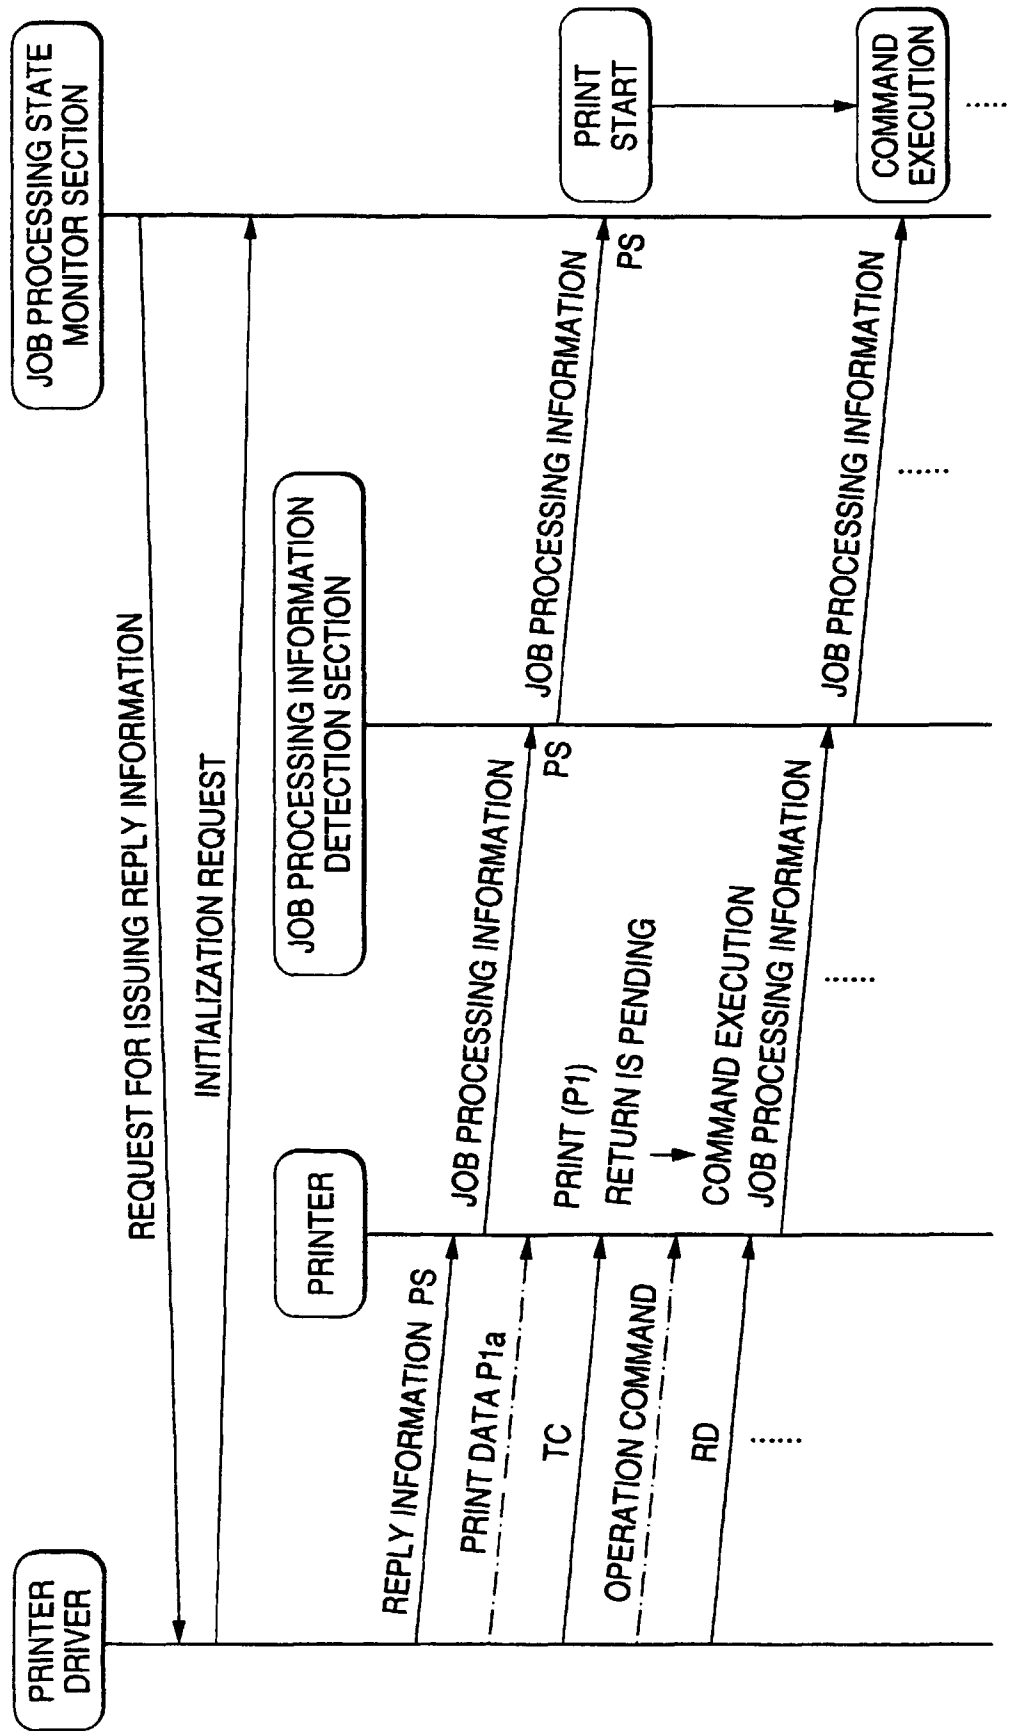 PRINTER
DRIVER
JOB PROCESSING STATE
MONITOR SECTION
REQUEST FOR ISSUING REPLY INFORMATION
INITIALIZATION REQUEST
PRINTER
JOB PROCESSING INFORMATION
DETECTION SECTION
REPLY INFORMATION PS
JOB PROCESSING INFORMATION
PS
JOB PROCESSING INFORMATION
PS
PRINT
START
PRINT DATA P1a
TC
PRINT (P1)
RETURN IS PENDING
OPERATION COMMAND
COMMAND EXECUTION
RD
JOB PROCESSING INFORMATION
JOB PROCESSING INFORMATION
COMMAND
EXECUTION
......
......
......
......